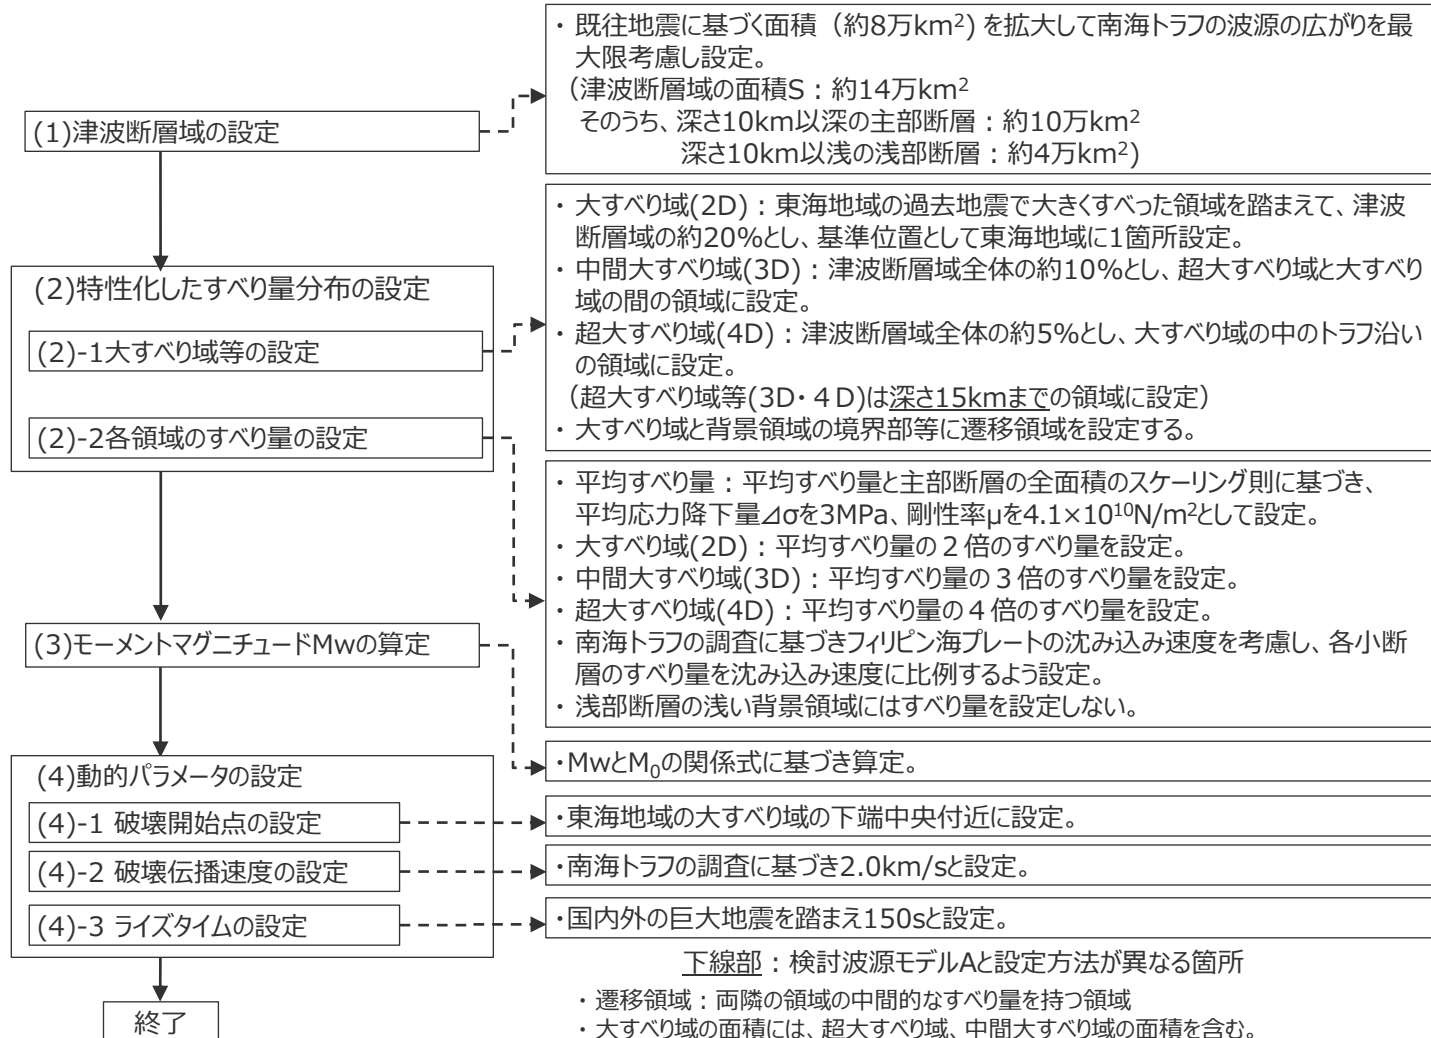 (1)津波断層域の設定
・既往地震に基づく面積（約8万km2) を拡大して南海トラフの波源の広がりを最
大限考慮し設定。
（津波断層域の面積S：約14万km2
そのうち、深さ10km以深の主部断層：約10万km2
深さ10km以浅の浅部断層：約4万km2)
(2)特性化したすべり量分布の設定
(2)-1大すべり域等の設定
・大すべり域(2D)：東海地域の過去地震で大きくすべった領域を踏まえて、津波
断層域の約20%とし、基準位置として東海地域に1箇所設定。
・中間大すべり域(3D)：津波断層域全体の約10%とし、超大すべり域と大すべり
域の間の領域に設定。
・超大すべり域(4D)：津波断層域全体の約5%とし、大すべり域の中のトラフ沿い
の領域に設定。
（超大すべり域等(3D・４D)は深さ15kmまでの領域に設定）
・大すべり域と背景領域の境界部等に遷移領域を設定する。
(2)-2各領域のすべり量の設定
・平均すべり量：平均すべり量と主部断層の全面積のスケーリング則に基づき、
平均応力降下量⊿σを3MPa、剛性率μを4.1×1010N/m2として設定。
・大すべり域(2D)：平均すべり量の２倍のすべり量を設定。
・中間大すべり域(3D)：平均すべり量の３倍のすべり量を設定。
・超大すべり域(4D)：平均すべり量の４倍のすべり量を設定。
・南海トラフの調査に基づきフィリピン海プレートの沈み込み速度を考慮し、各小断
層のすべり量を沈み込み速度に比例するよう設定。
・浅部断層の浅い背景領域にはすべり量を設定しない。
(3)モーメントマグニチュードMwの算定
・MwとM0の関係式に基づき算定。
(4)動的パラメータの設定
(4)-1 破壊開始点の設定
・東海地域の大すべり域の下端中央付近に設定。
(4)-2 破壊伝播速度の設定
・南海トラフの調査に基づき2.0km/sと設定。
(4)-3 ライズタイムの設定
・国内外の巨大地震を踏まえ150sと設定。
終了
下線部：検討波源モデルAと設定方法が異なる箇所
・遷移領域：両隣の領域の中間的なすべり量を持つ領域
・大すべり域の面積には、超大すべり域、中間大すべり域の面積を含む。